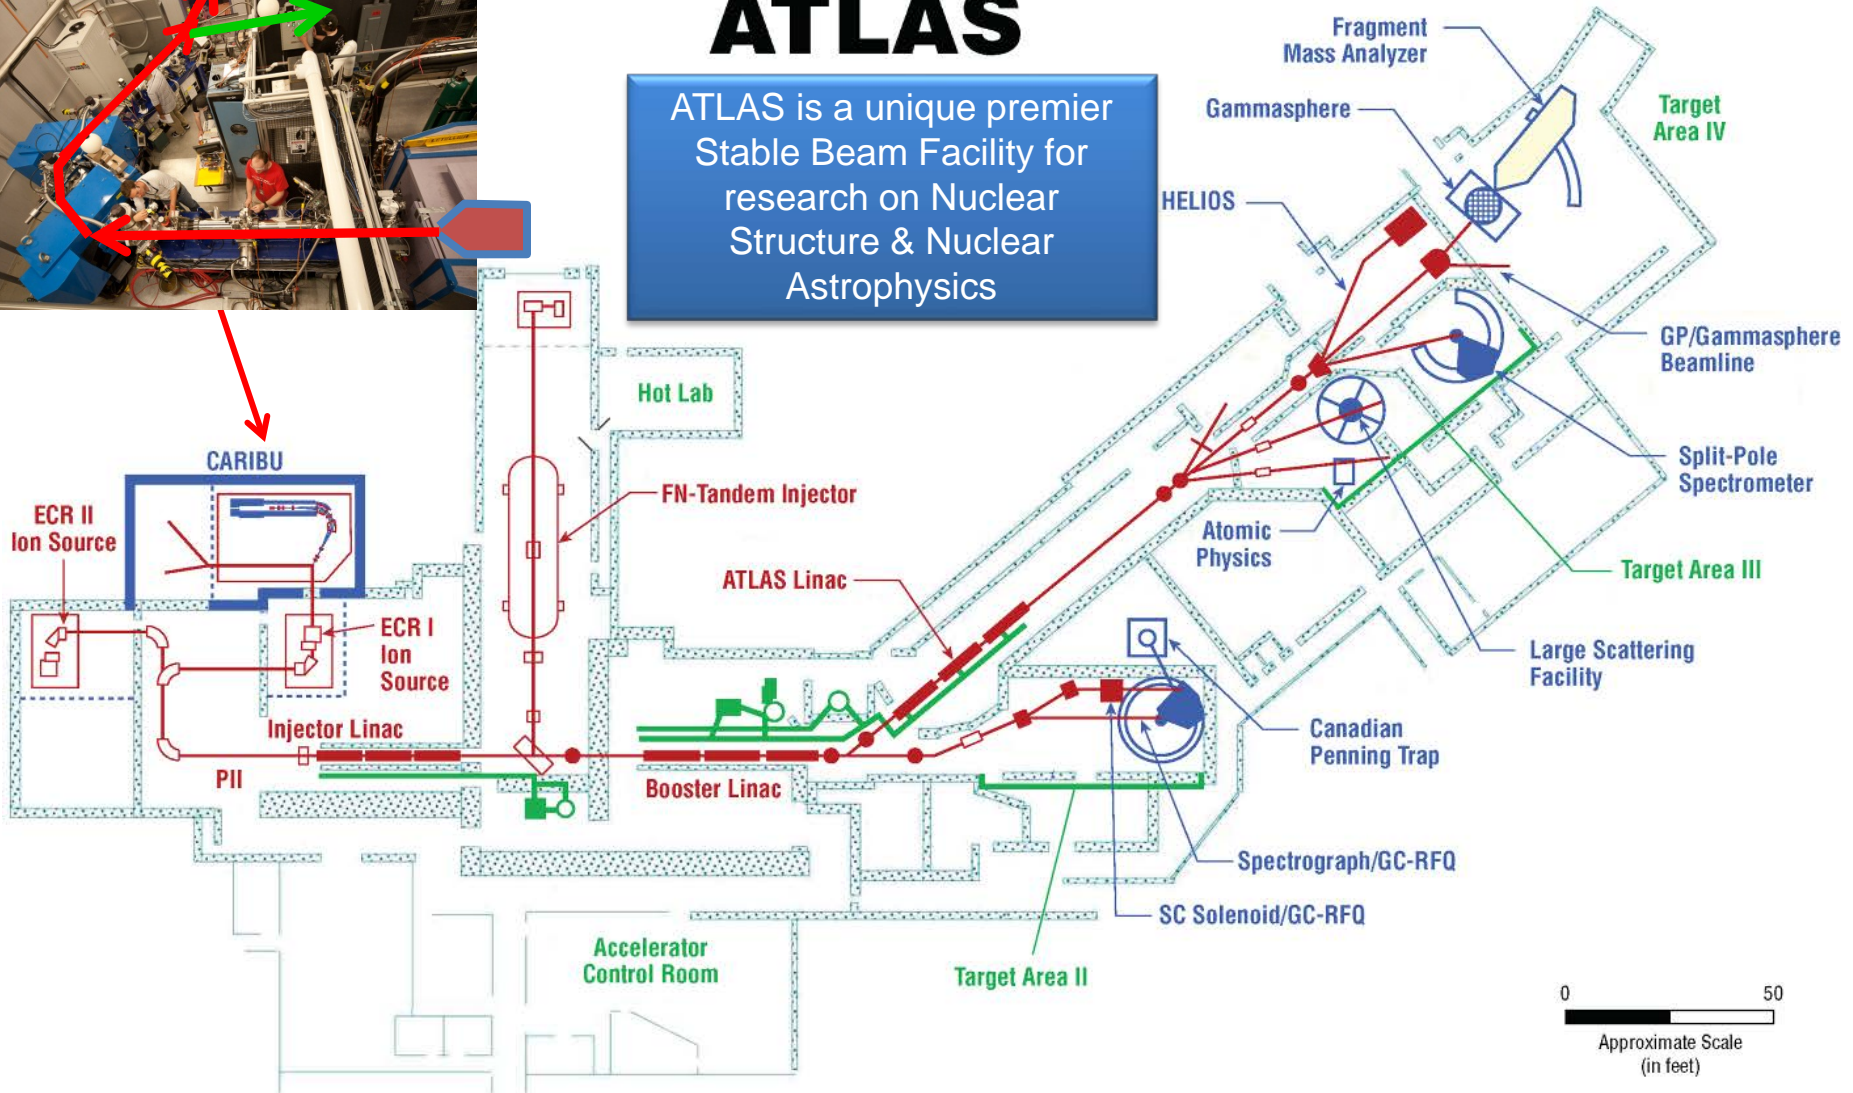 ATLAS
ATLAS is a unique premier
Stable Beam Facility for
research on Nuclear
Structure & Nuclear
Astrophysics
Fragment
Mass Analyzer
Gammasphere
Target
Area IV
HELIOS
GP/Gammasphere
Beamline
Hot Lab
CARIBU
Split-Pole
Spectrometer
FN-Tandem Injector
ECR II
Ion Source
Atomic
Physics
ATLAS Linac
Target Area III
ECR I
Ion
Source
Large Scattering
Facility
Injector Linac
Canadian
Penning Trap
PII
Booster Linac
Spectrograph/GC-RFQ
SC Solenoid/GC-RFQ
Accelerator
Control Room
Target Area II
0 50
Approximate Scale
(in feet)